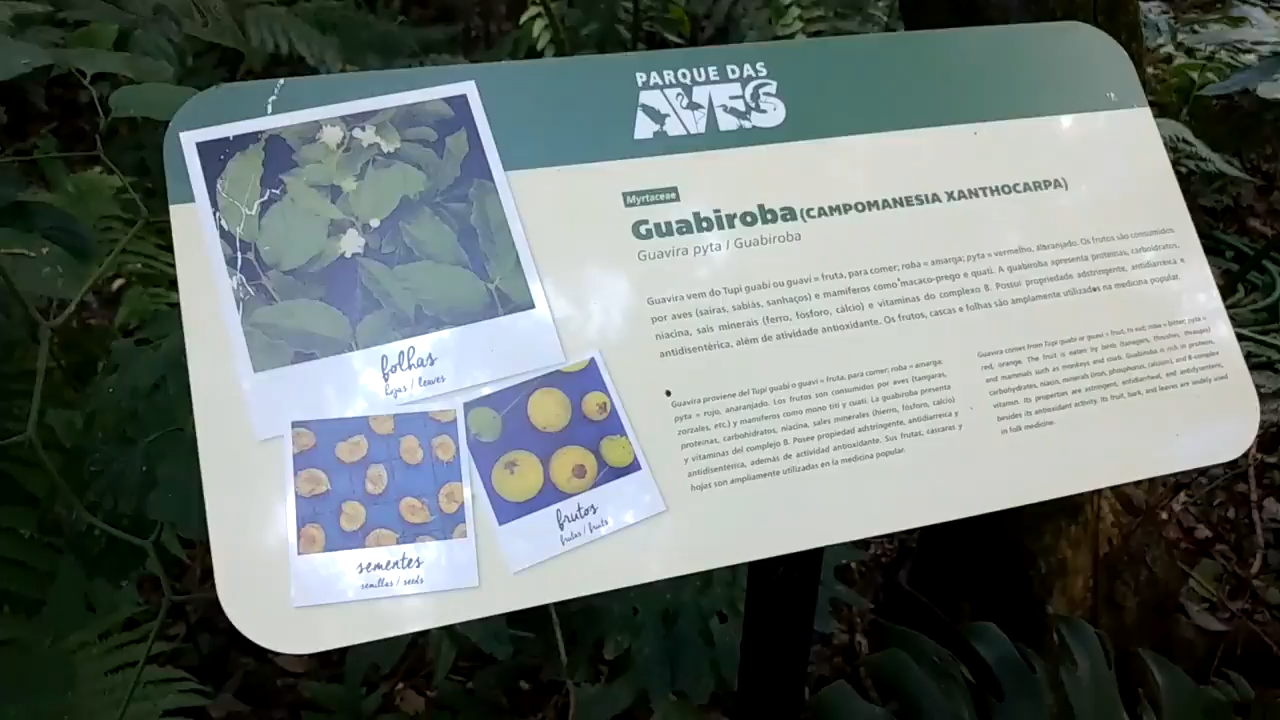 PARQUE DAS
AVES
Myrtaceae
Guabiroba (CAMPOMANESIA XANTHOCARPA)
Guavira pyta / Guabiroba
Guavira vem do Tupi guabi ou guavi = fruta, para comer; roba = amarga; pyta = vermelho, alaranjado. Os frutos são consumidos
por aves (saíras, sabiás, sanhaços) e mamíferos como macaco-prego e quati. A guabiroba apresenta proteínas, carboidratos,
niacina, sais minerais (ferro, fósforo, cálcio) e vitaminas do complexo B. Possui propriedade adstringente, antidiarreica e
antidisentérica, além de atividade antioxidante. Os frutos, cascas e folhas são amplamente utilizados na medicina popular.
Guavira proviene del Tupi guabi o guavi = fruta, para comer; roba = amarga;
pyta = rojo, anaranjado. Los frutos son consumidos por aves (tangaras,
zorzales, etc.) y mamíferos como mono tití y cuatí. La guabiroba presenta
proteínas, carbohidratos, niacina, sales minerales (hierro, fósforo, calcio)
y vitaminas del complejo B. Posee propiedad adstringente, antidiarreica y
antidisentérica, además de actividad antioxidante. Sus frutas, cáscaras y
hojas son ampliamente utilizadas en la medicina popular.
Guavira comes from Tupi guabi or guavi = fruit, to eat; roba = bitter; pyta =
red, orange. The fruit is eaten by birds (tanagers, thrushes, thraupis)
and mammals such as monkeys and coati. Guabiroba is rich in protein,
carbohydrates, niacin, minerals (iron, phosphorus, calcium), and B-complex
vitamin. Its properties are astringent, antidiarrheal, and antidysentery,
besides its antioxidant activity. Its fruit, bark, and leaves are widely used
in folk medicine.
folhas
hojas / leaves
sementes
semillas / seeds
frutos
frutas / fruits